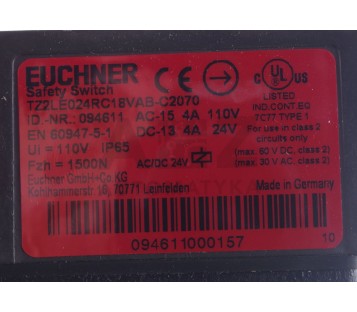 EUCHNER
Safety Switch
TZ2LE024RC18VAB-C2070
ID.-NR.: 094611 AC-15 4A 110V
EN 60947-5-1 DC-13 4A 24V
Ui = 110V IP65
Fzh = 1500N AC/DC 24V
Euchner GmbH+Co KG
Kohlhammerstr.16, 70771 Leinfelden
CE
C UL US
LISTED
IND.CONT.EQ
7C77 TYPE 1
For use in class 2
circuits only
(max. 60 V DC, class 2)
(max. 30 V AC, class 2)
Made in Germany
094611000157
10